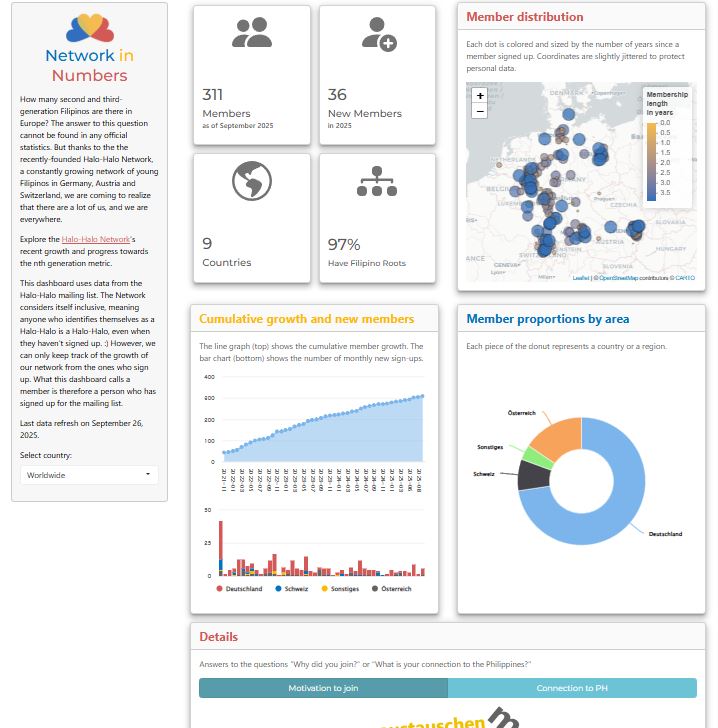 Network in
Numbers
How many second and third-
generation Filipinos are there in
Europe? The answer to this question
cannot be found in any official
statistics. But thanks to the the
recently-founded Halo-Halo Network,
a constantly growing network of young
Filipinos in Germany, Austria and
Switzerland, we are coming to realize
that there are a lot of us, and we are
everywhere.
Explore the Halo-Halo Network's
recent growth and progress towards
the nth generation metric.
This dashboard uses data from the
Halo-Halo mailing list. The Network
considers itself inclusive, meaning
anyone who identifies themselves as a
Halo-Halo is a Halo-Halo, even when
they haven't signed up. :) However, we
can only keep track of the growth of
our network from the ones who sign
up. What this dashboard calls a
member is therefore a person who has
signed up for the mailing list.
Last data refresh on September 26,
2025.
Select country:
Worldwide
311
Members
as of September 2025
36
New Members
in 2025
9
Countries
97%
Have Filipino Roots
Member distribution
Each dot is colored and sized by the number of years since a
member signed up. Coordinates are slightly jittered to protect
personal data.
+
−
Membership
length
in years
0.0
0.5
1.0
1.5
2.0
2.5
3.0
3.5
DENMARK
NETHERLANDS
CZECHIA
SLOVAKIA
AUSTRIA
HUNGARY
SLOVENIA
Leaflet | © OpenStreetMap contributors © CARTO
Cumulative growth and new members
The line graph (top) shows the cumulative member growth. The
bar chart (bottom) shows the number of monthly new sign-ups.
400
300
200
100
0
50
25
0
Deutschland Schweiz Sonstiges Österreich
Member proportions by area
Each piece of the donut represents a country or a region.
Österreich
Sonstiges
Schweiz
Deutschland
Details
Answers to the questions "Why did you join?" or "What is your connection to the Philippines?"
Motivation to join
Connection to PH